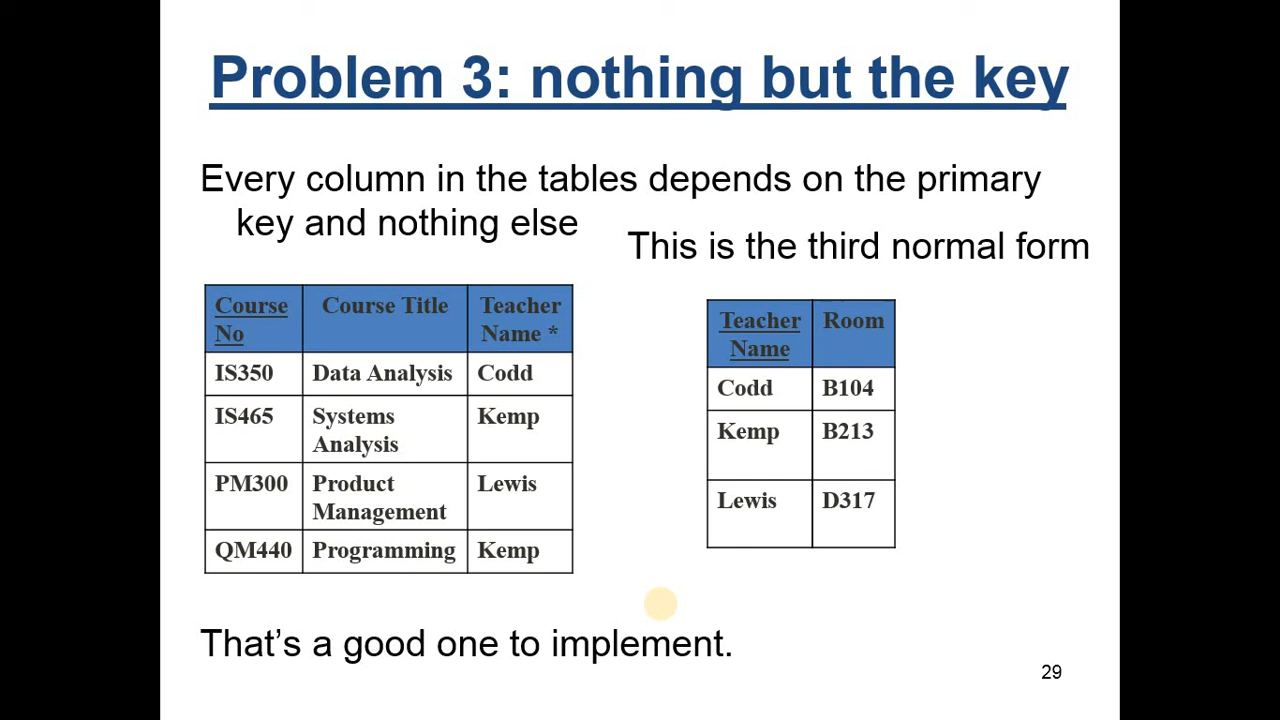 Problem 3: nothing but the key
Every column in the tables depends on the primary
key and nothing else
This is the third normal form
Course No Course Title Teacher Name *
IS350 Data Analysis Codd
IS465 Systems Analysis Kemp
PM300 Product Management Lewis
QM440 Programming Kemp
Teacher Name Room
Codd B104
Kemp B213
Lewis D317
That’s a good one to implement.
29